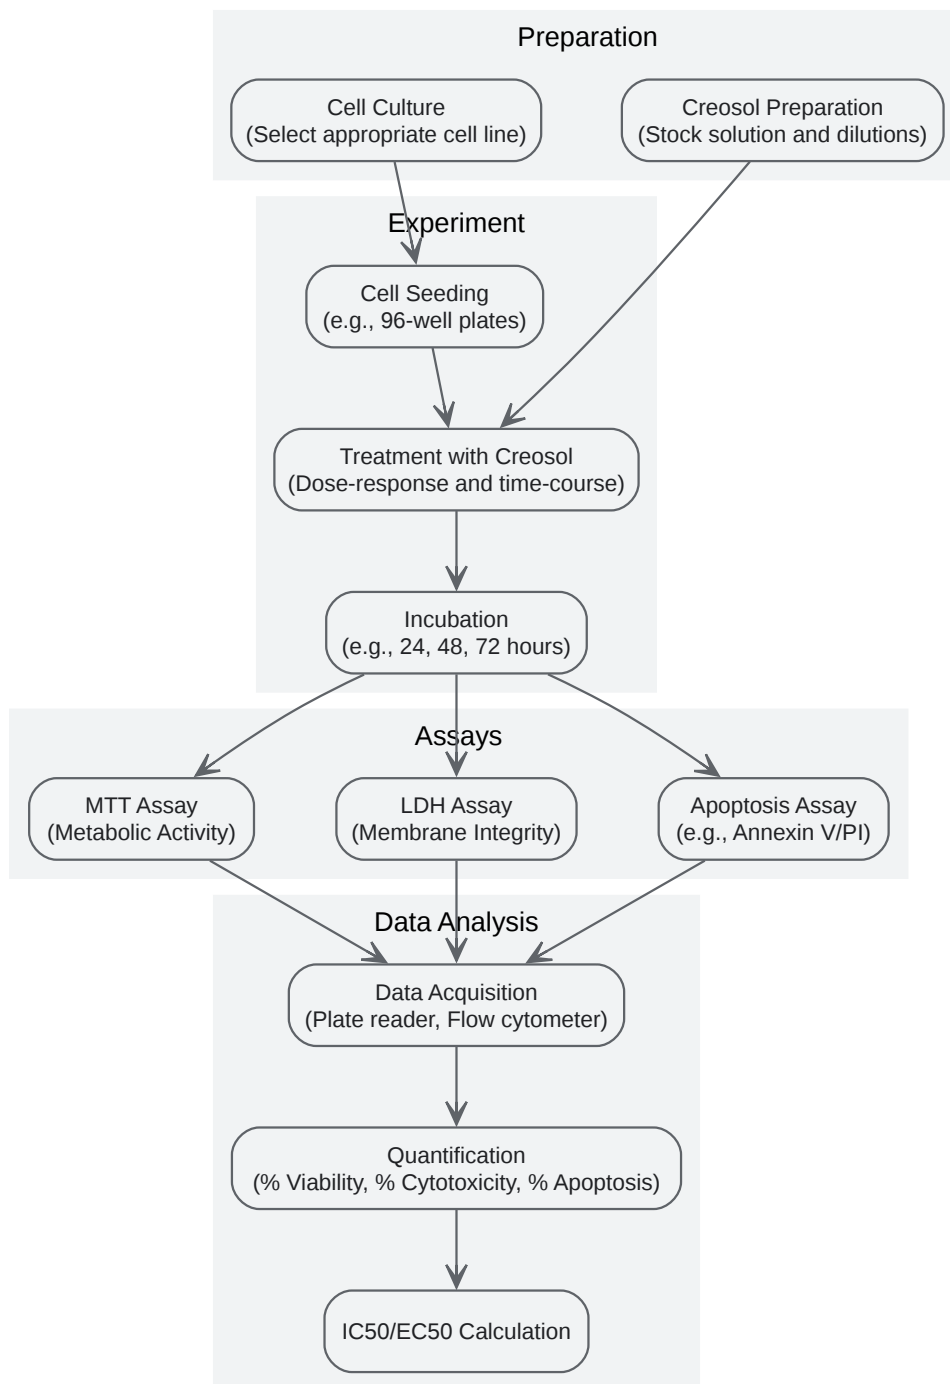 Preparation
Cell Culture
(Select appropriate cell line)
Creosol Preparation
(Stock solution and dilutions)
Experiment
Cell Seeding
(e.g., 96-well plates)
Treatment with Creosol
(Dose-response and time-course)
Incubation
(e.g., 24, 48, 72 hours)
Assays
MTT Assay
(Metabolic Activity)
LDH Assay
(Membrane Integrity)
Apoptosis Assay
(e.g., Annexin V/PI)
Data Analysis
Data Acquisition
(Plate reader, Flow cytometer)
Quantification
(% Viability, % Cytotoxicity, % Apoptosis)
IC50/EC50 Calculation